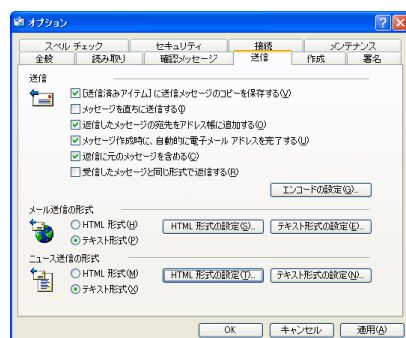 オプション
スペル チェック セキュリティ 接続 メンテナンス
全般 読み取り 確認メッセージ 送信 作成 署名
送信
[送信済みアイテム] に送信メッセージのコピーを保存する(V)
メッセージを直ちに送信する(I)
返信したメッセージの宛先をアドレス帳に追加する(O)
メッセージ作成時に、自動的に電子メール アドレスを完了する(U)
返信に元のメッセージを含める(C)
受信したメッセージと同じ形式で返信する(R)
エンコードの設定(G)...
メール送信の形式
HTML 形式(H) HTML 形式の設定(S)... テキスト形式の設定(E)...
テキスト形式(P)
ニュース送信の形式
HTML 形式(M) HTML 形式の設定(T)... テキスト形式の設定(N)...
テキスト形式(X)
OK キャンセル 適用(A)